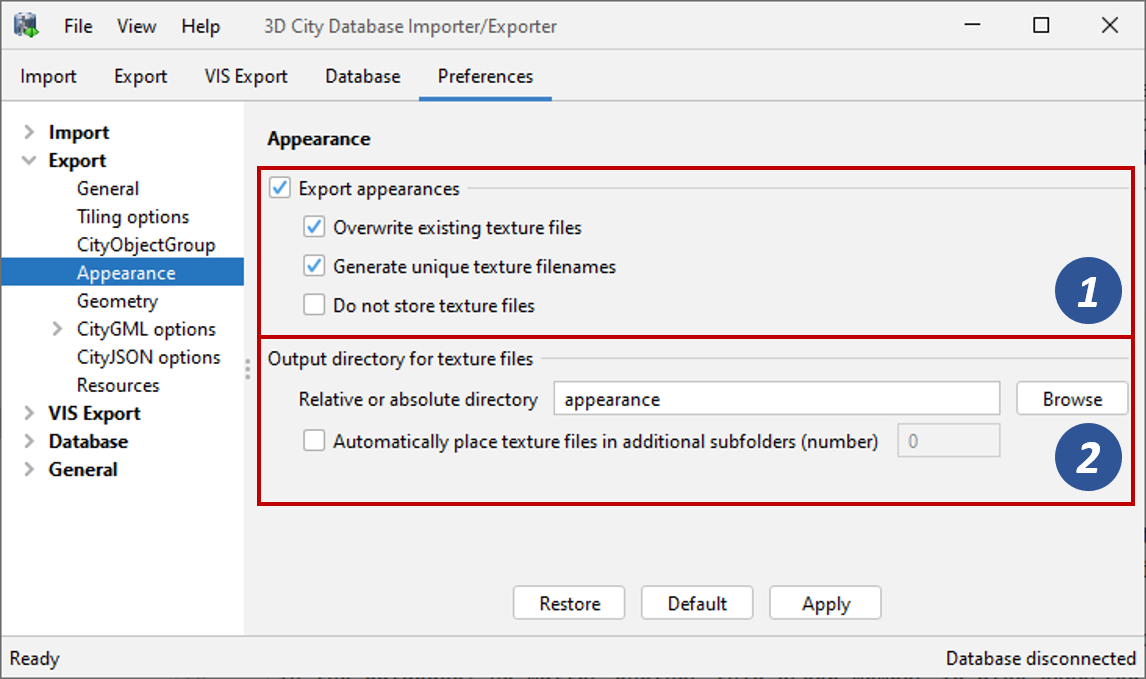 File View Help 3D City Database Importer/Exporter
Import Export VIS Export Database Preferences
Import
Export
General
Tiling options
CityObjectGroup
Appearance
Geometry
CityGML options
CityJSON options
Resources
VIS Export
Database
General
Appearance
Export appearances
Overwrite existing texture files
Generate unique texture filenames
Do not store texture files
1
Output directory for texture files
Relative or absolute directory appearance Browse
Automatically place texture files in additional subfolders (number) 0
2
Restore Default Apply
Ready Database disconnected